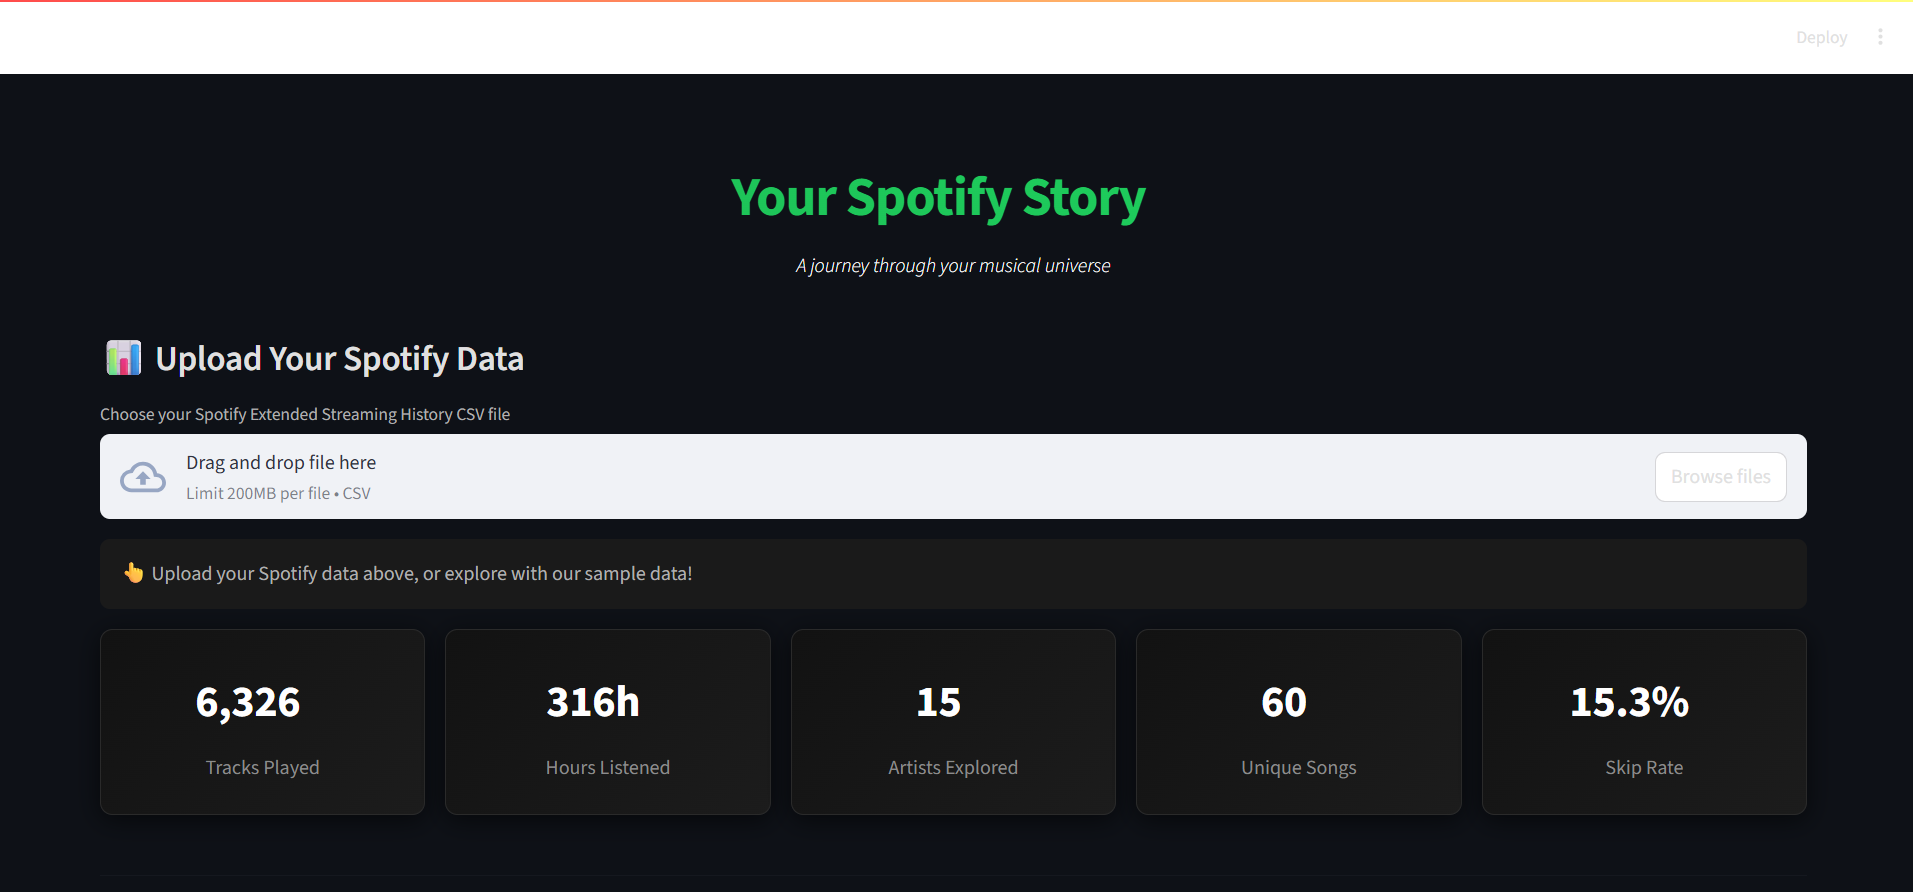 Deploy
Your Spotify Story
A journey through your musical universe
Upload Your Spotify Data
Choose your Spotify Extended Streaming History CSV file
Drag and drop file here
Limit 200MB per file • CSV
Browse files
Upload your Spotify data above, or explore with our sample data!
6,326
Tracks Played
316h
Hours Listened
15
Artists Explored
60
Unique Songs
15.3%
Skip Rate